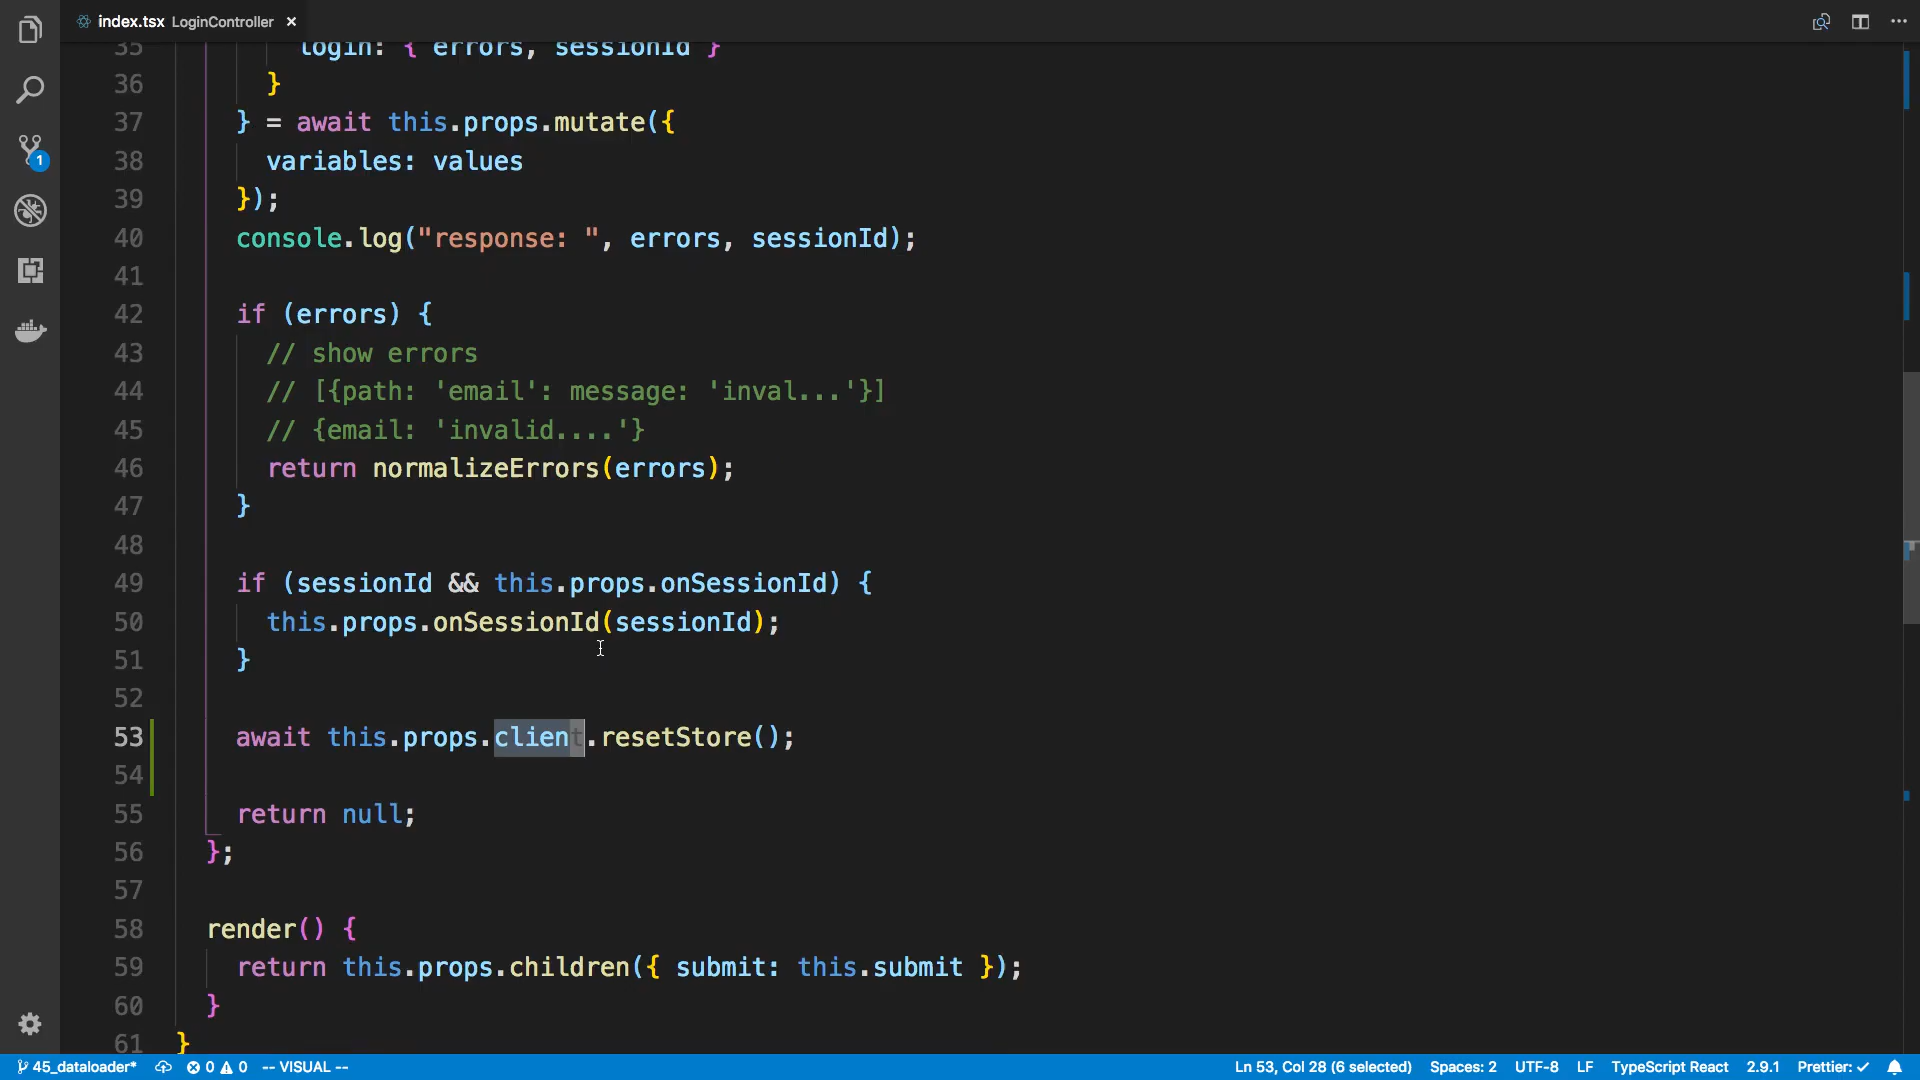 index.tsx LoginController
35 login: { errors, sessionId }
36 }
37 } = await this.props.mutate({
38 variables: values
39 });
40 console.log("response: ", errors, sessionId);
41
42 if (errors) {
43 // show errors
44 // [{path: 'email': message: 'inval...'}]
45 // {email: 'invalid....'}
46 return normalizeErrors(errors);
47 }
48
49 if (sessionId && this.props.onSessionId) {
50 this.props.onSessionId(sessionId);
51 }
52
53 await this.props.client.resetStore();
54
55 return null;
56 };
57
58 render() {
59 return this.props.children({ submit: this.submit });
60 }
61 }
1
45_dataloader* 0 0 -- VISUAL -- Ln 53, Col 28 (6 selected) Spaces: 2 UTF-8 LF TypeScript React 2.9.1 Prettier: ✓